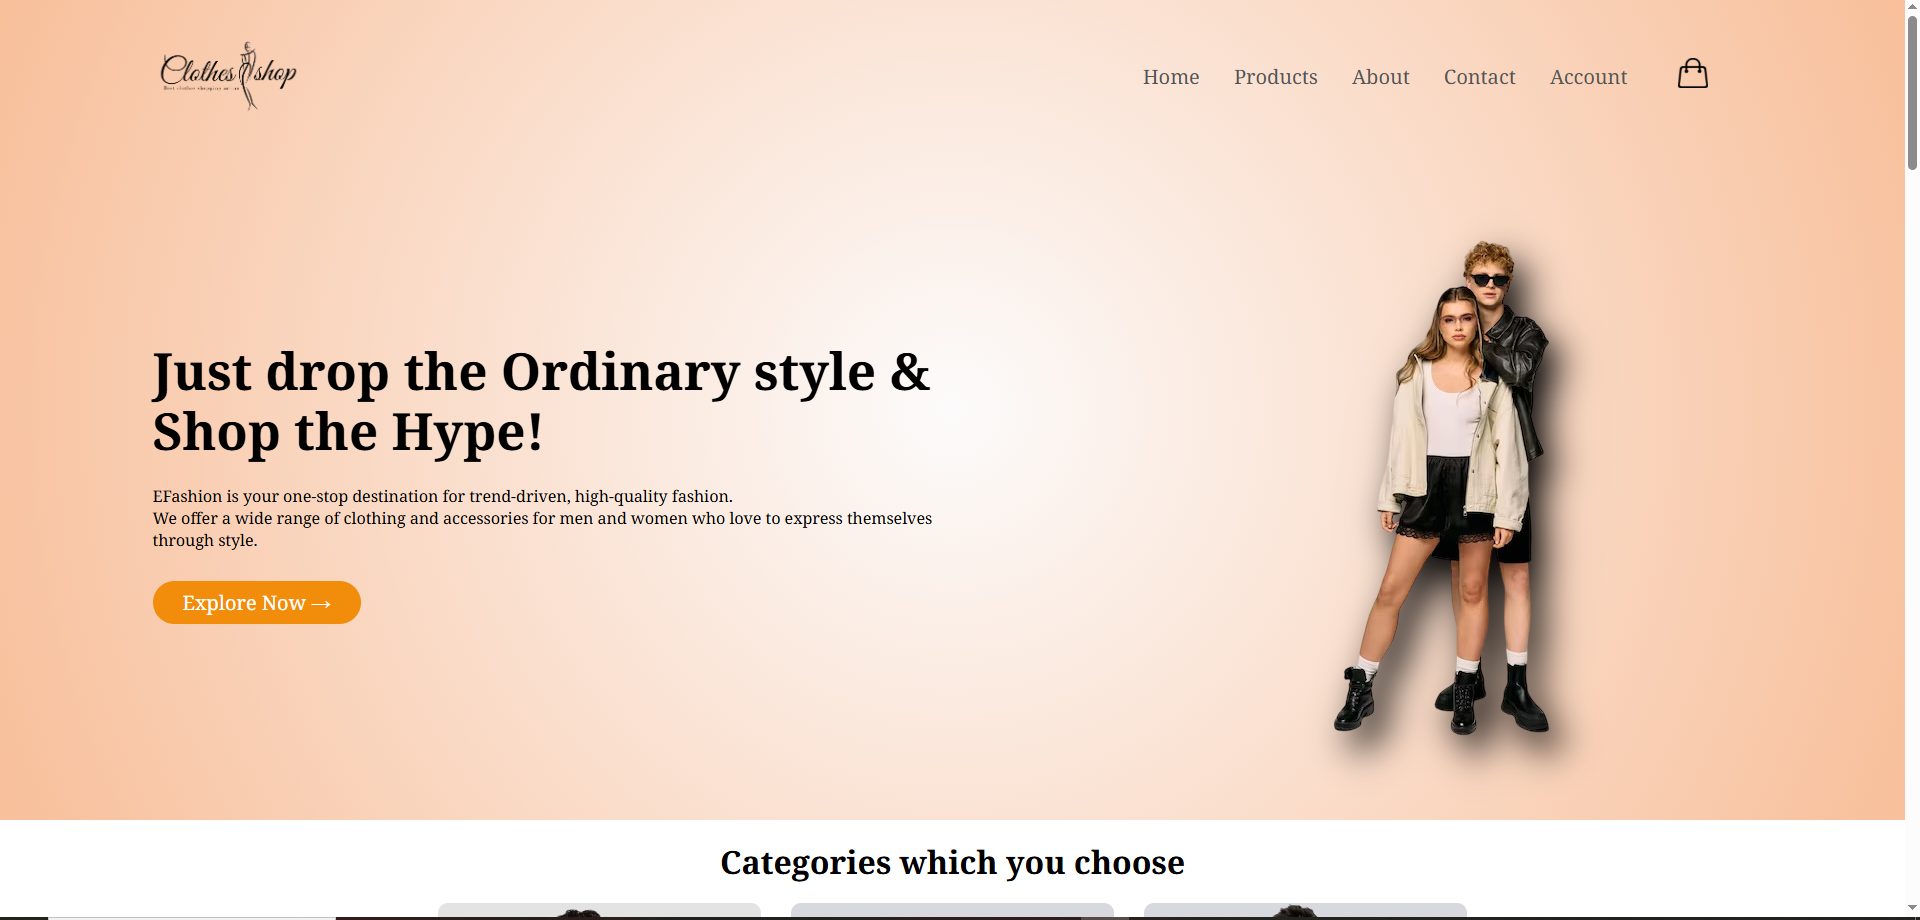 Clothes shop
Home Products About Contact Account
Just drop the Ordinary style &
Shop the Hype!
EFashion is your one-stop destination for trend-driven, high-quality fashion.
We offer a wide range of clothing and accessories for men and women who love to express themselves
through style.
Explore Now →
Categories which you choose